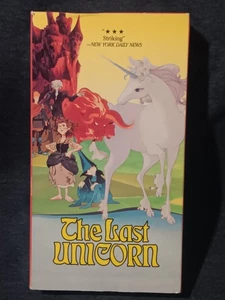 "★★★
Striking"
—NEW YORK DAILY NEWS
The Last
UNICORN